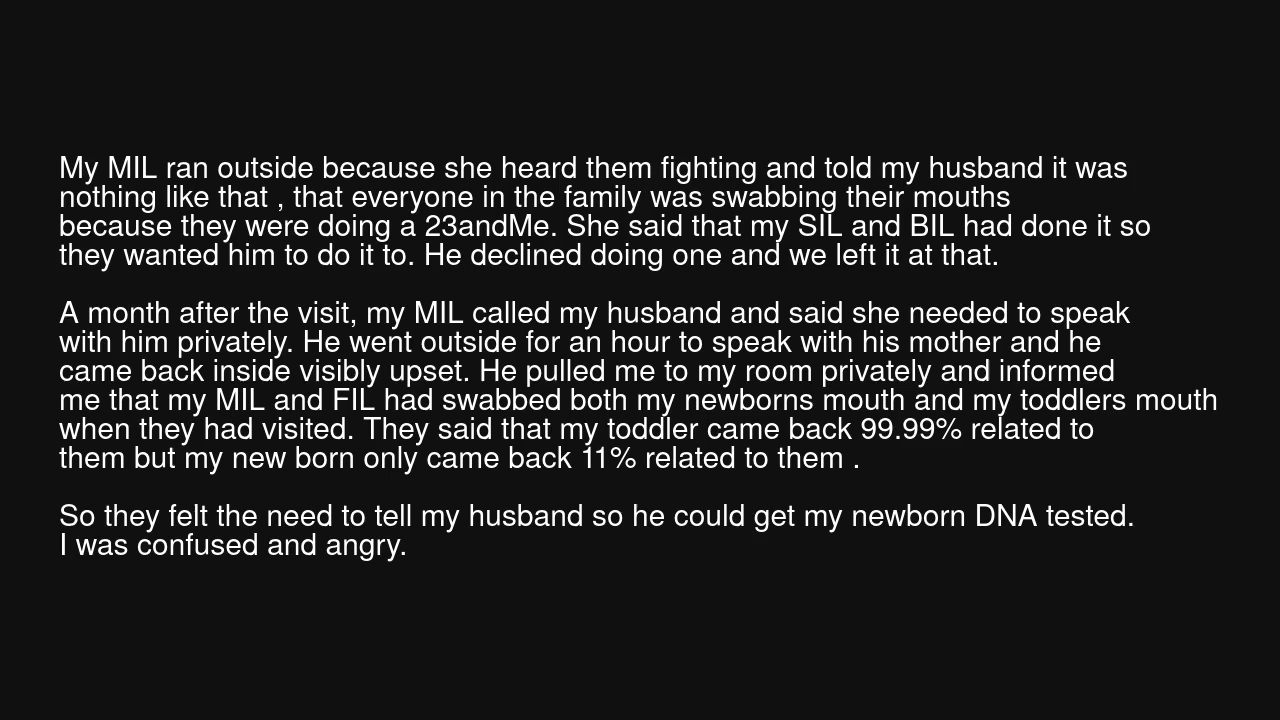 My MIL ran outside because she heard them fighting and told my husband it was
nothing like that , that everyone in the family was swabbing their mouths
because they were doing a 23andMe. She said that my SIL and BIL had done it so
they wanted him to do it to. He declined doing one and we left it at that.
A month after the visit, my MIL called my husband and said she needed to speak
with him privately. He went outside for an hour to speak with his mother and he
came back inside visibly upset. He pulled me to my room privately and informed
me that my MIL and FIL had swabbed both my newborns mouth and my toddlers mouth
when they had visited. They said that my toddler came back 99.99% related to
them but my new born only came back 11% related to them .
So they felt the need to tell my husband so he could get my newborn DNA tested.
I was confused and angry.